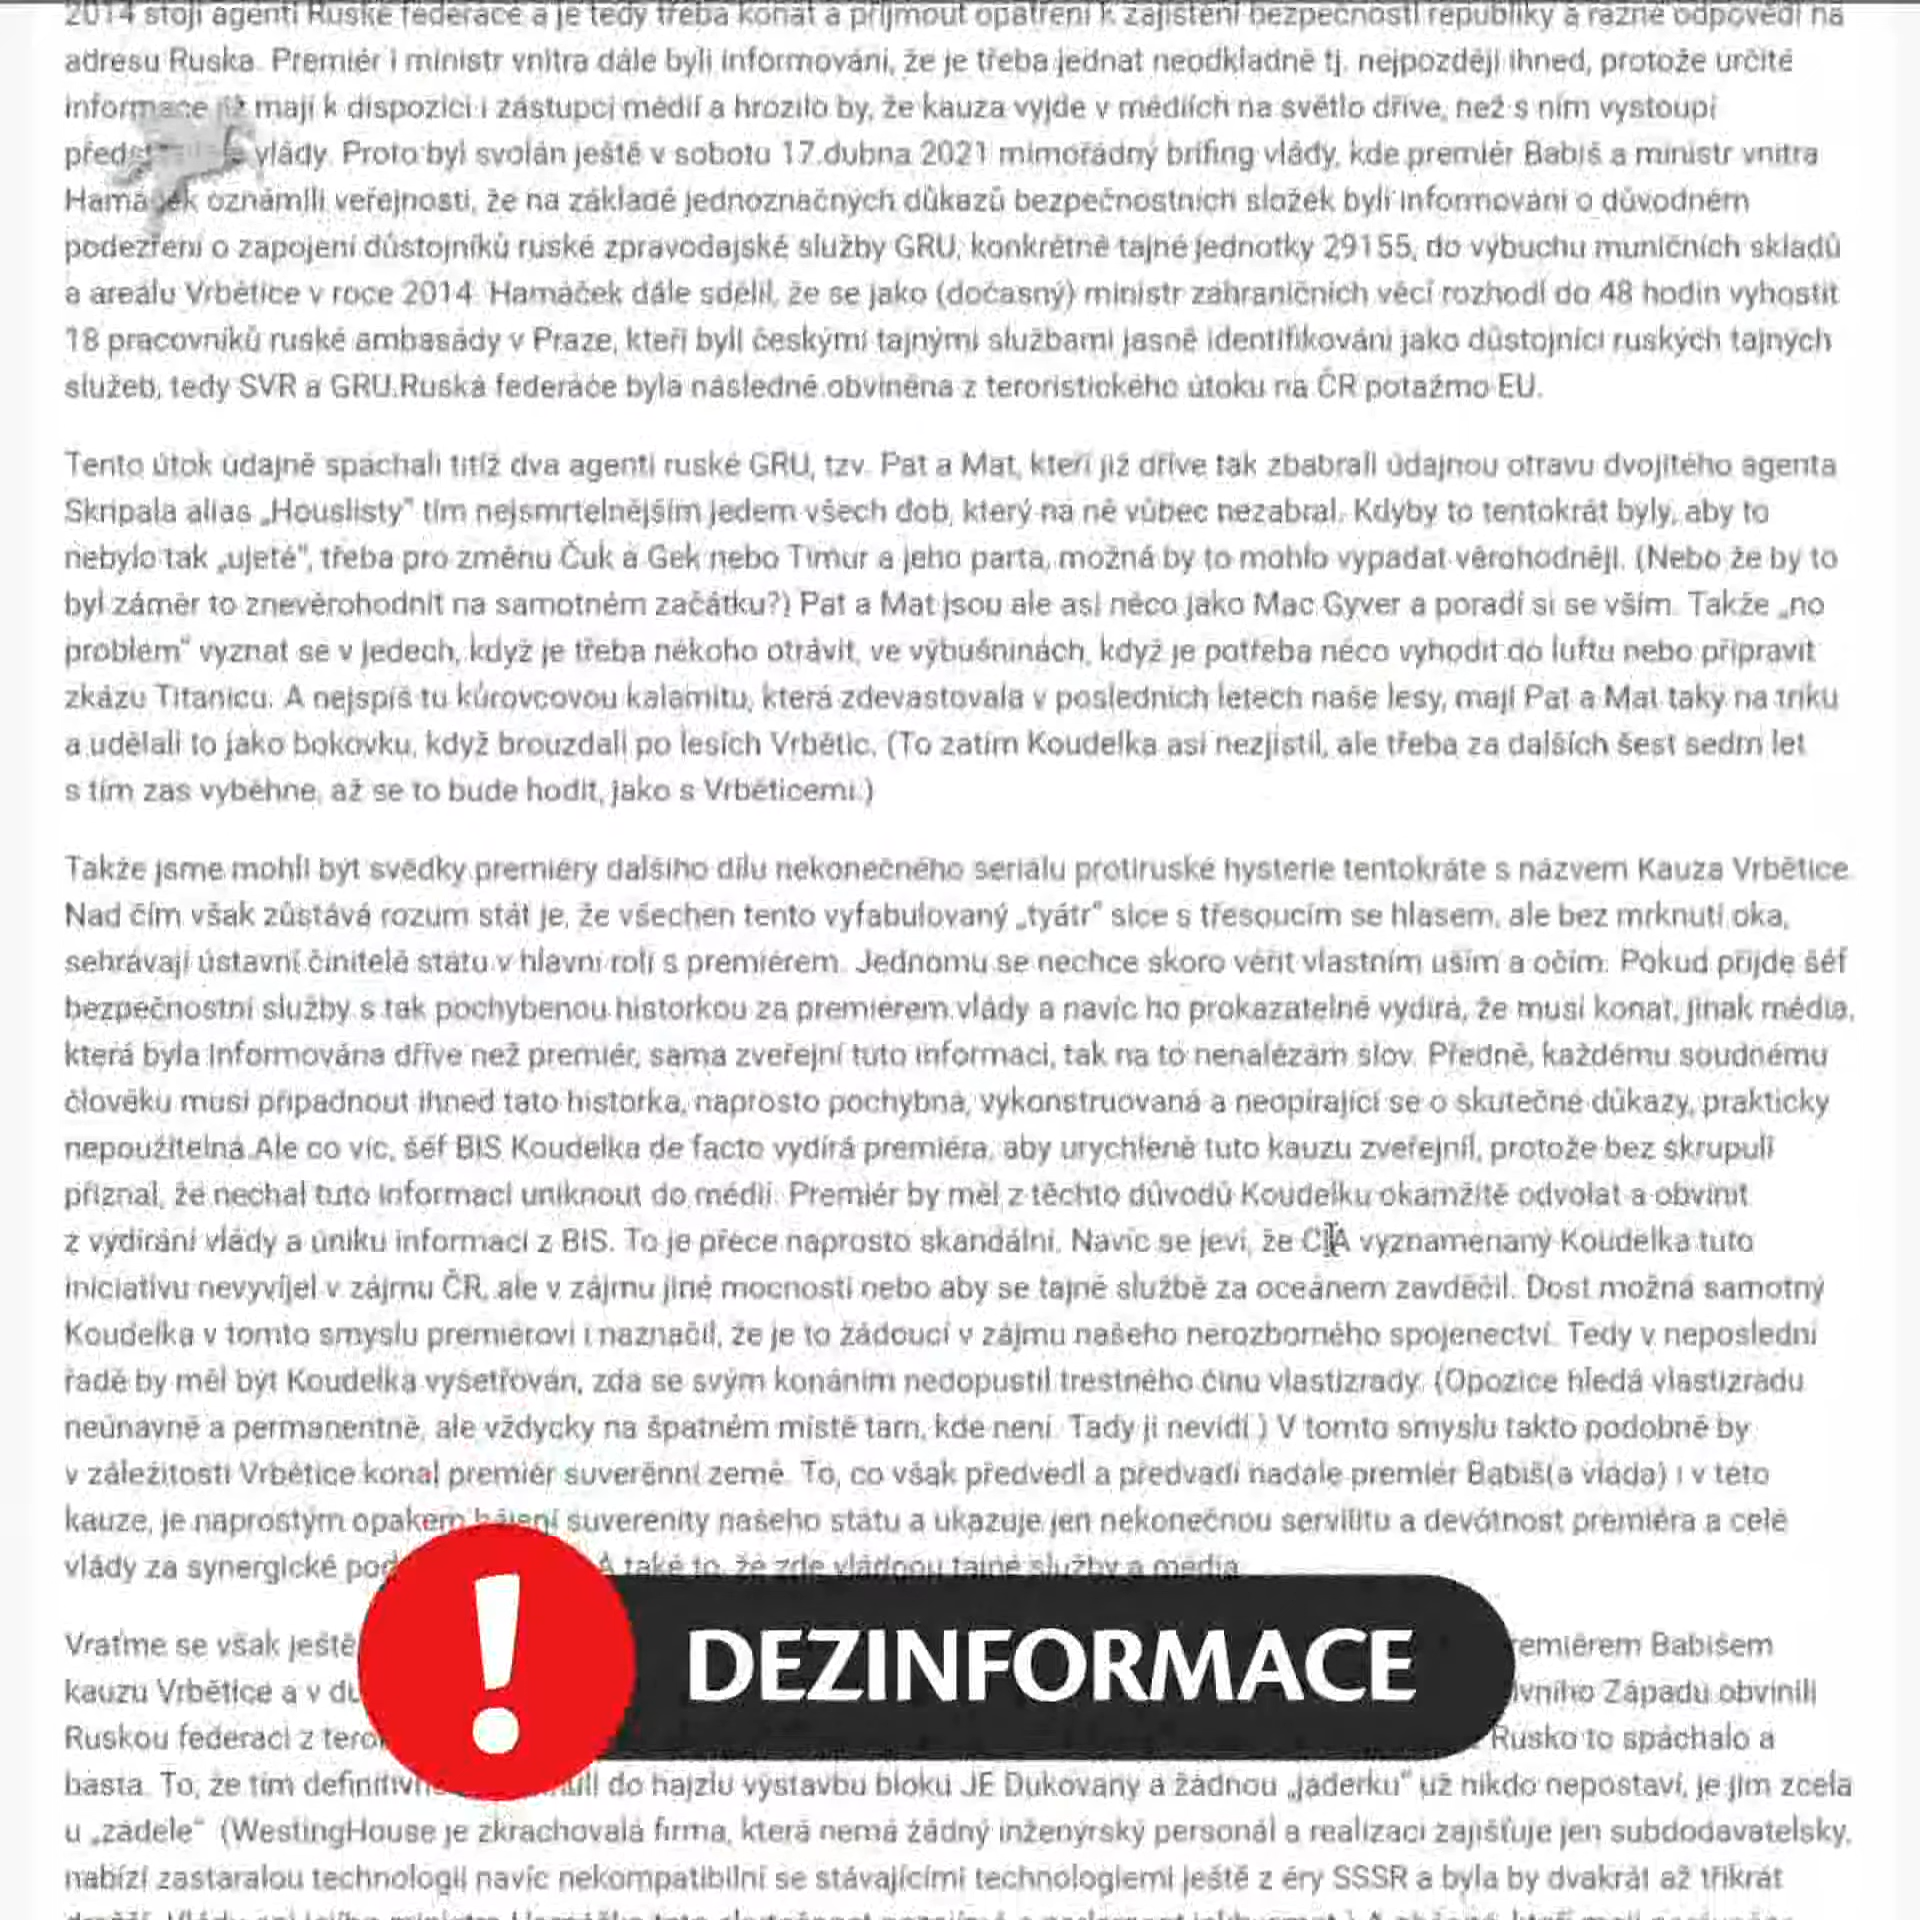 2014 stojí agenti Ruské federace a je tedy třeba konat a přijmout opatření k zajištění bezpečnosti republiky a rázné odpovědi na
adresu Ruska. Premiér i ministr vnitra dále byli informováni, že je třeba jednat neodkladně tj. nejpozději ihned, protože určité
informace již mají k dispozici i zástupci médií a hrozilo by, že kauza vyjde v médiích na světlo dříve, než s ním vystoupí
vlády. Proto byl svolán ještě v sobotu 17.dubna 2021 mimořádný brífing vlády, kde premiér Babiš a ministr vnitra
Hamáček oznámili veřejnosti, že na základě jednoznačných důkazů bezpečnostních složek byli informováni o důvodném
podezření o zapojení důstojníků ruské zpravodajské služby GRU, konkrétně tajné jednotky 29155, do výbuchu muničních skladů
a areálu Vrbětice v roce 2014. Hamáček dále sdělil, že se jako (dočasný) ministr zahraničních věcí rozhodl do 48 hodin vyhostit
18 pracovníků ruské ambasády v Praze, kteří byli českými tajnými službami jasně identifikováni jako důstojníci ruských tajných
služeb, tedy SVR a GRU.Ruská federace byla následně obviněna z teroristického útoku na ČR potažmo EU.
Tento útok údajně spáchali titíž dva agenti ruské GRU, tzv. Pat a Mat, kteří již dříve tak zbabrali údajnou otravu dvojitého agenta
Skripala alias „Houslisty" tím nejsmrtelnějším jedem všech dob, který na ně vůbec nezabral. Kdyby to tentokrát byly, aby to
nebylo tak „ujeté", třeba pro změnu Čuk a Gek nebo Timur a jeho parta, možná by to mohlo vypadat věrohodněji. (Nebo že by to
byl záměr to znevěrohodnit na samotném začátku?) Pat a Mat jsou ale asi něco jako Mac Gyver a poradí si se vším. Takže „no
problem" vyznat se v jedech, když je třeba někoho otrávit, ve výbušninách, když je potřeba něco vyhodit do luftu nebo připravit
zkázu Titanicu. A nejspíš tu kůrovcovou kalamitu, která zdevastovala v posledních letech naše lesy, mají Pat a Mat taky na triku
a udělali to jako bokovku, když brouzdali po lesích Vrbětic. (To zatím Koudelka asi nezjistil, ale třeba za dalších šest sedm let
s tím zas vyběhne, až se to bude hodit, jako s Vrběticemi.)
Takže jsme mohli být svědky premiéry dalšího dílu nekonečného seriálu protiruské hysterie tentokráte s názvem Kauza Vrbětice.
Nad čím však zůstává rozum stát je, že všechen tento vyfabulovaný „tyátr" sice s třesoucím se hlasem, ale bez mrknutí oka,
sehrávají ústavní činitelé státu v hlavní roli s premiérem. Jednomu se nechce skoro věřit vlastním uším a očím. Pokud přijde šéf
bezpečnostní služby s tak pochybenou historkou za premiérem vlády a navíc ho prokazatelně vydírá, že musí konat, jinak média,
která byla informována dříve než premiér, sama zveřejní tuto informaci, tak na to nenalézám slov. Předně, každému soudnému
člověku musí připadnout ihned tato historka, naprosto pochybná, vykonstruovaná a neopírající se o skutečné důkazy, prakticky
nepoužitelná.Ale co víc, šéf BIS Koudelka de facto vydírá premiéra, aby urychleně tuto kauzu zveřejnil, protože bez skrupulí
přiznal, že nechal tuto informaci uniknout do médií. Premiér by měl z těchto důvodů Koudelku okamžitě odvolat a obvinit
z vydírání vlády a úniku informací z BIS. To je přece naprosto skandální. Navíc se jeví, že CIA vyznamenaný Koudelka tuto
iniciativu nevyvíjel v zájmu ČR, ale v zájmu jiné mocnosti nebo aby se tajné službě za oceánem zavděčil. Dost možná samotný
Koudelka v tomto smyslu premiérovi i naznačil, že je to žádoucí v zájmu našeho nerozborného spojenectví. Tedy v neposlední
řadě by měl být Koudelka vyšetřován, zda se svým konáním nedopustil trestného činu vlastizrady. (Opozice hledá vlastizradu
neúnavně a permanentně, ale vždycky na špatném místě tam, kde není. Tady ji nevidí.) V tomto smyslu takto podobně by
v záležitosti Vrbětice konal premiér suverénní země. To, co však předvedl a předvádí nadále premiér Babiš(a vláda) i v této
kauze, je naprostým opakem hájení suverenity našeho státu a ukazuje jen nekonečnou servilitu a devótnost premiéra a celé
vlády za synergické A také to, že zde vládnou tajné služby a média.
Vraťme se však ještě premiérem Babišem
kauzu Vrbětice a v Západu obvinili
Ruskou federaci z Rusko to spáchalo a
basta. To, že tím definitivně do hajzlu výstavbu bloku JE Dukovany a žádnou „jaderku" už nikdo nepostaví, je jim zcela
u „zádele" (WestingHouse je zkrachovalá firma, která nemá žádný inženýrský personál a realizaci zajišťuje jen subdodavatelsky,
nabízí zastaralou technologii navíc nekompatibilní se stávajícími technologiemi ještě z éry SSSR a byla by dvakrát až třikrát
! DEZINFORMACE